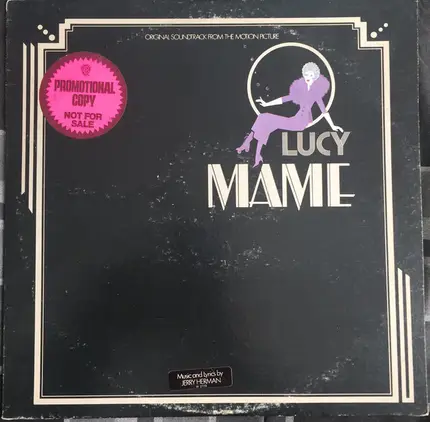 ORIGINAL SOUNDTRACK FROM THE MOTION PICTURE
PROMOTIONAL
COPY
NOT FOR
SALE
LUCY
MAME
Music and Lyrics by
JERRY HERMAN